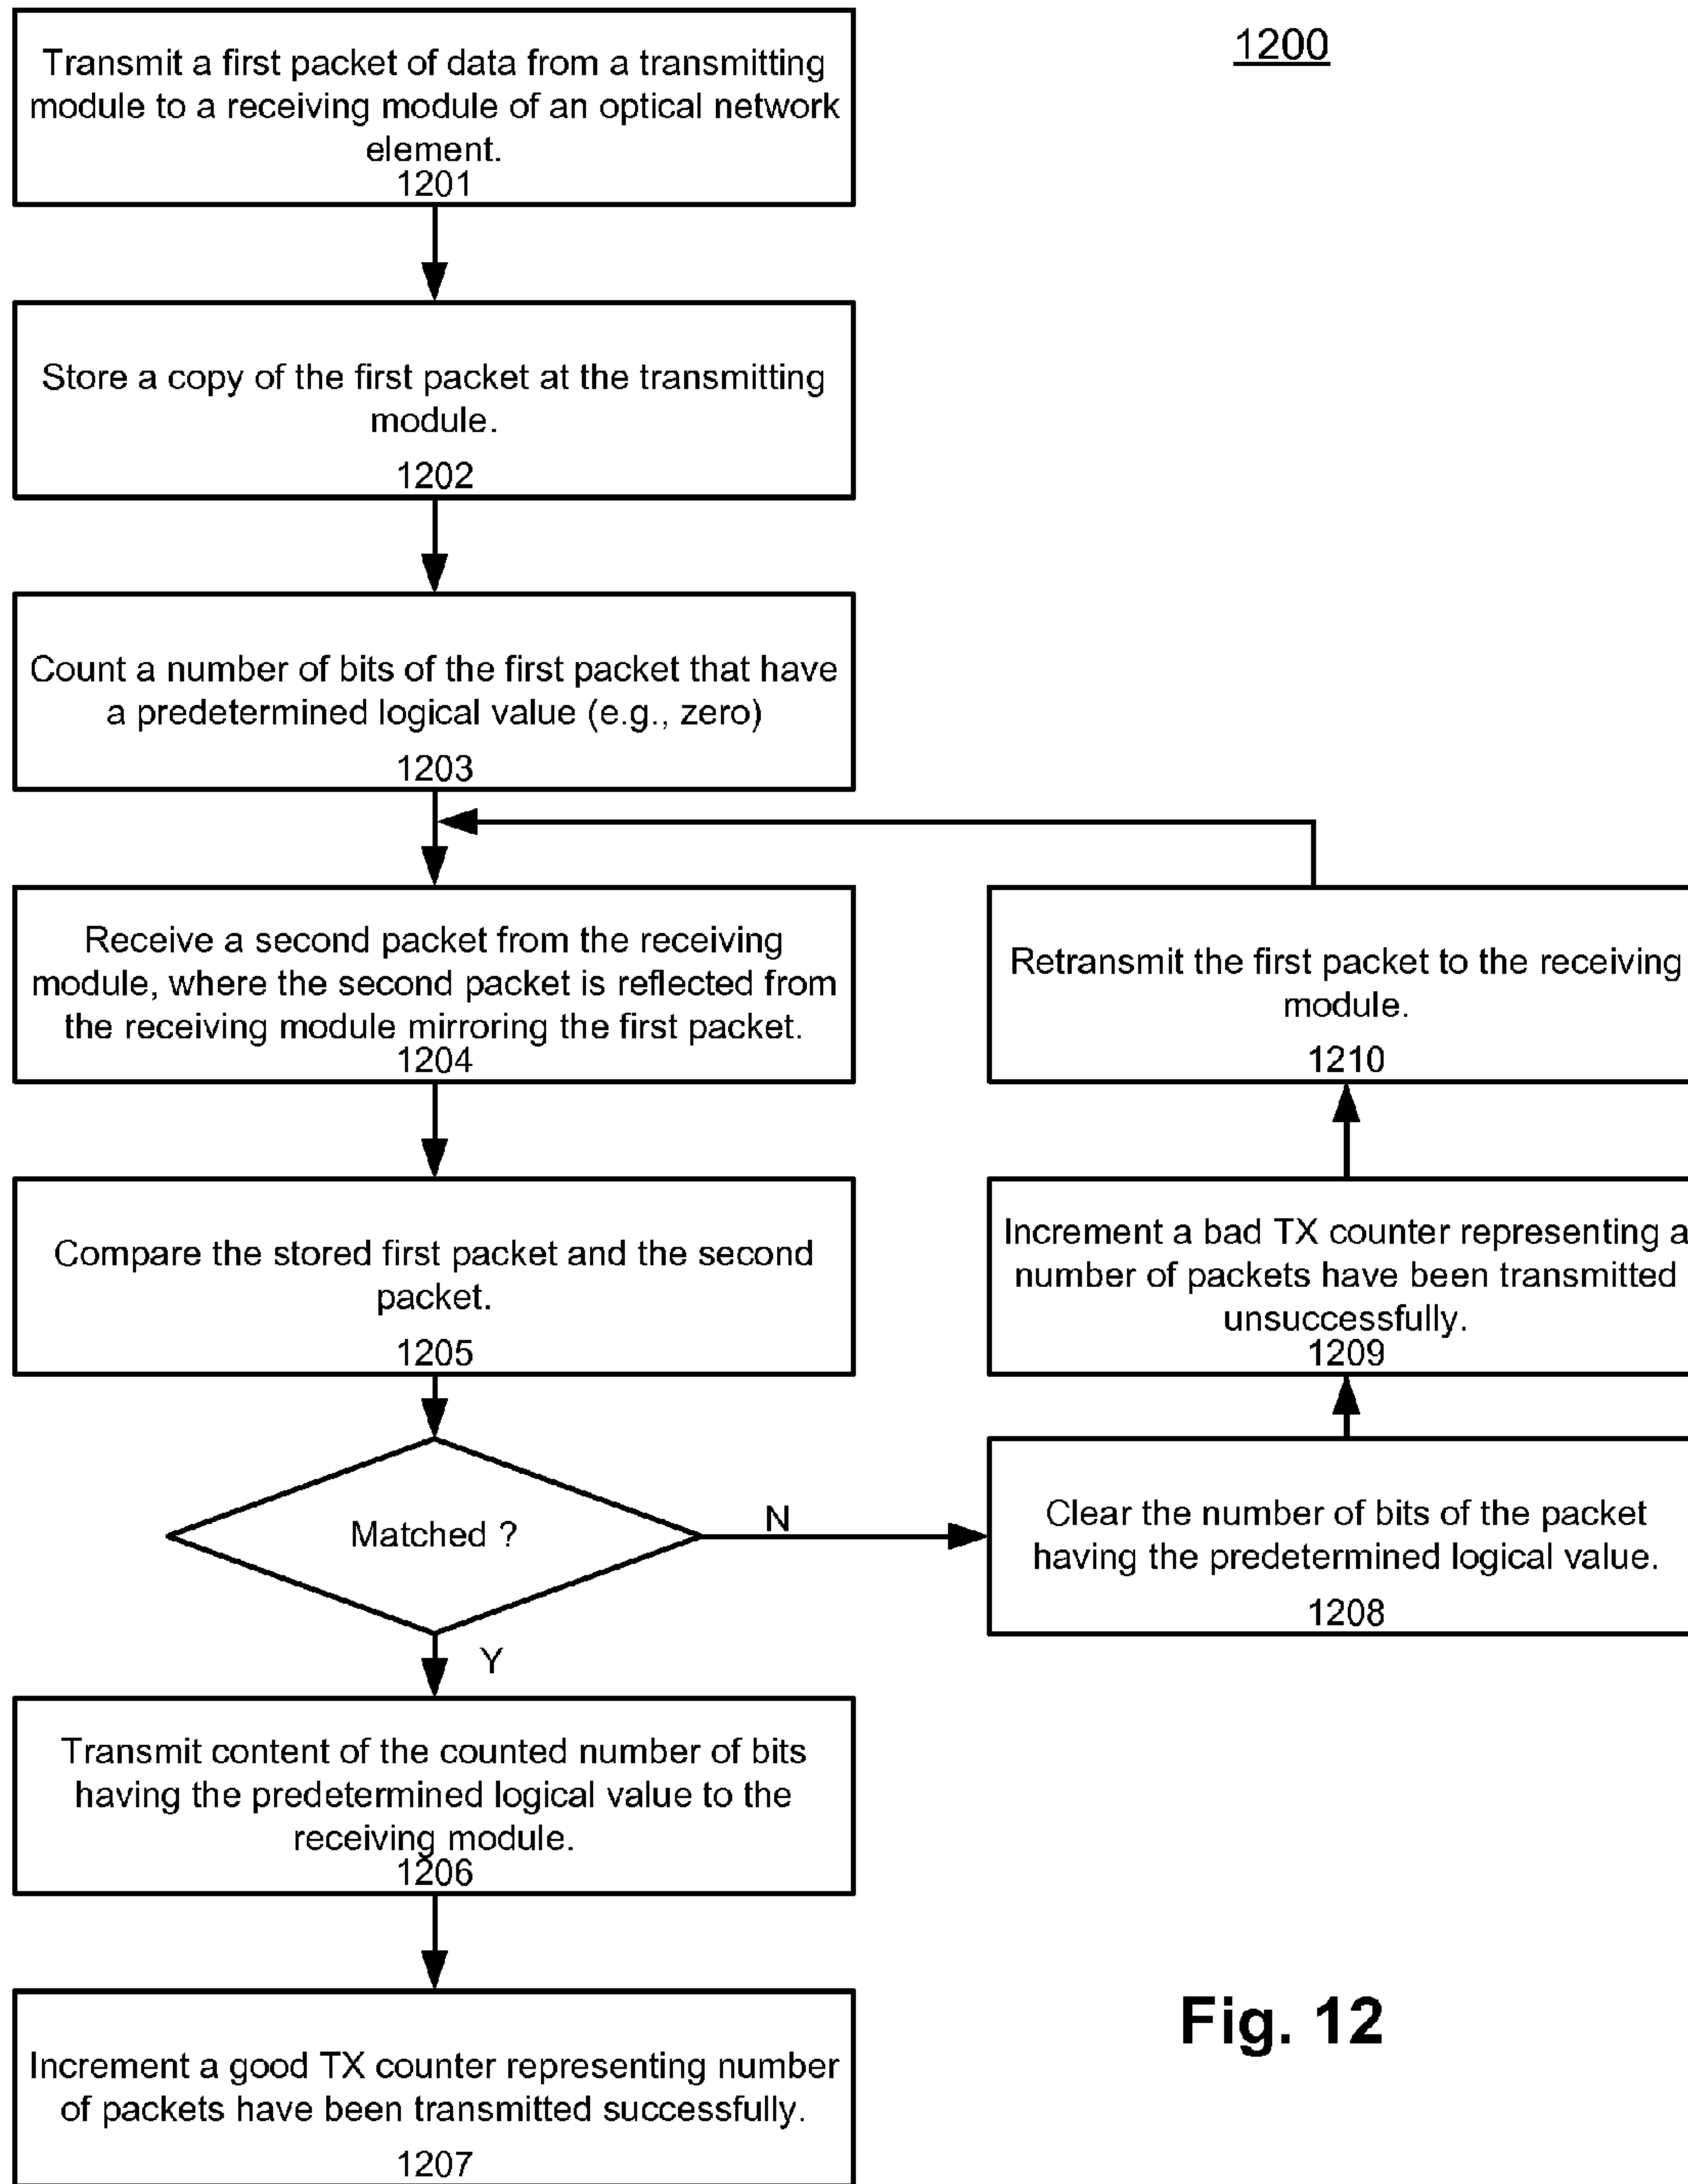 1200
Transmit a first packet of data from a transmitting
module to a receiving module of an optical network
element.
1201
Store a copy of the first packet at the transmitting
module.
1202
Count a number of bits of the first packet that have
a predetermined logical value (e.g., zero)
1203
Receive a second packet from the receiving
module, where the second packet is reflected from
the receiving module mirroring the first packet.
1204
Compare the stored first packet and the second
packet.
1205
Matched ?
N
Y
Transmit content of the counted number of bits
having the predetermined logical value to the
receiving module.
1206
Increment a good TX counter representing number
of packets have been transmitted successfully.
1207
Clear the number of bits of the packet
having the predetermined logical value.
1208
Increment a bad TX counter representing a
number of packets have been transmitted
unsuccessfully.
1209
Retransmit the first packet to the receiving
module.
1210
Fig. 12